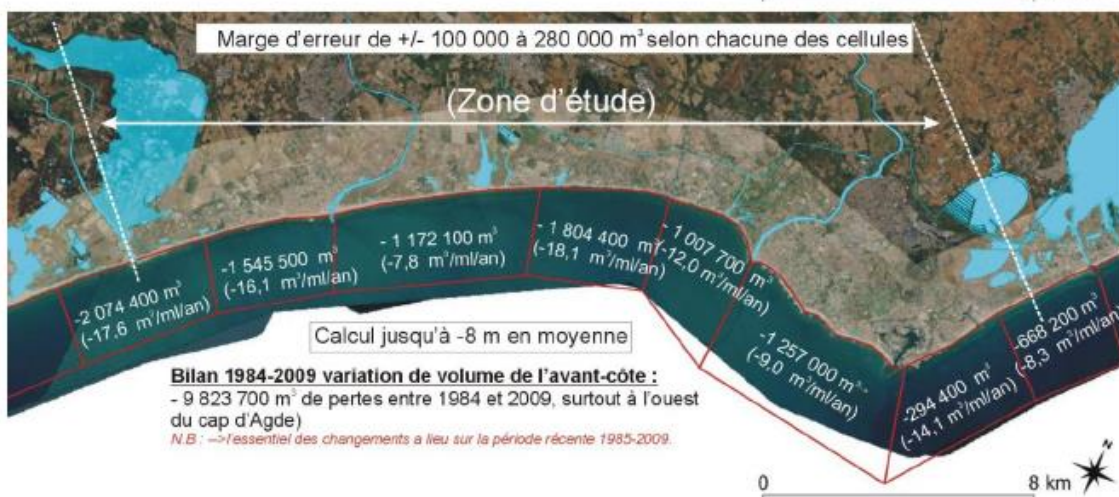 Marge d'erreur de +/- 100 000 à 280 000 m³ selon chacune des cellules
(Zone d'étude)
-2 074 400 m³
(-17.6 m³/ml/an)
-1 545 500 m³
(-16,1 m³/ml/an)
- 1 172 100 m³
(-7,8 m³/ml/an)
- 1 804 400 m³
(-18,1 m³/ml/an)
- 1 007 700 m³
(-12,0 m³/ml/an)
-1 257 000 m³
(-9,0 m³/ml/an)
-294 400 m³
(-14,1 m³/ml/an)
-668 200 m³
(-8,3 m³/ml/an)
Calcul jusqu'à -8 m en moyenne
Bilan 1984-2009 variation de volume de l'avant-côte :
- 9 823 700 m³ de pertes entre 1984 et 2009, surtout à l'ouest
du cap d'Agde)
N.B : -->l'essentiel des changements a lieu sur la période récente 1985-2009.
0 8 km
N